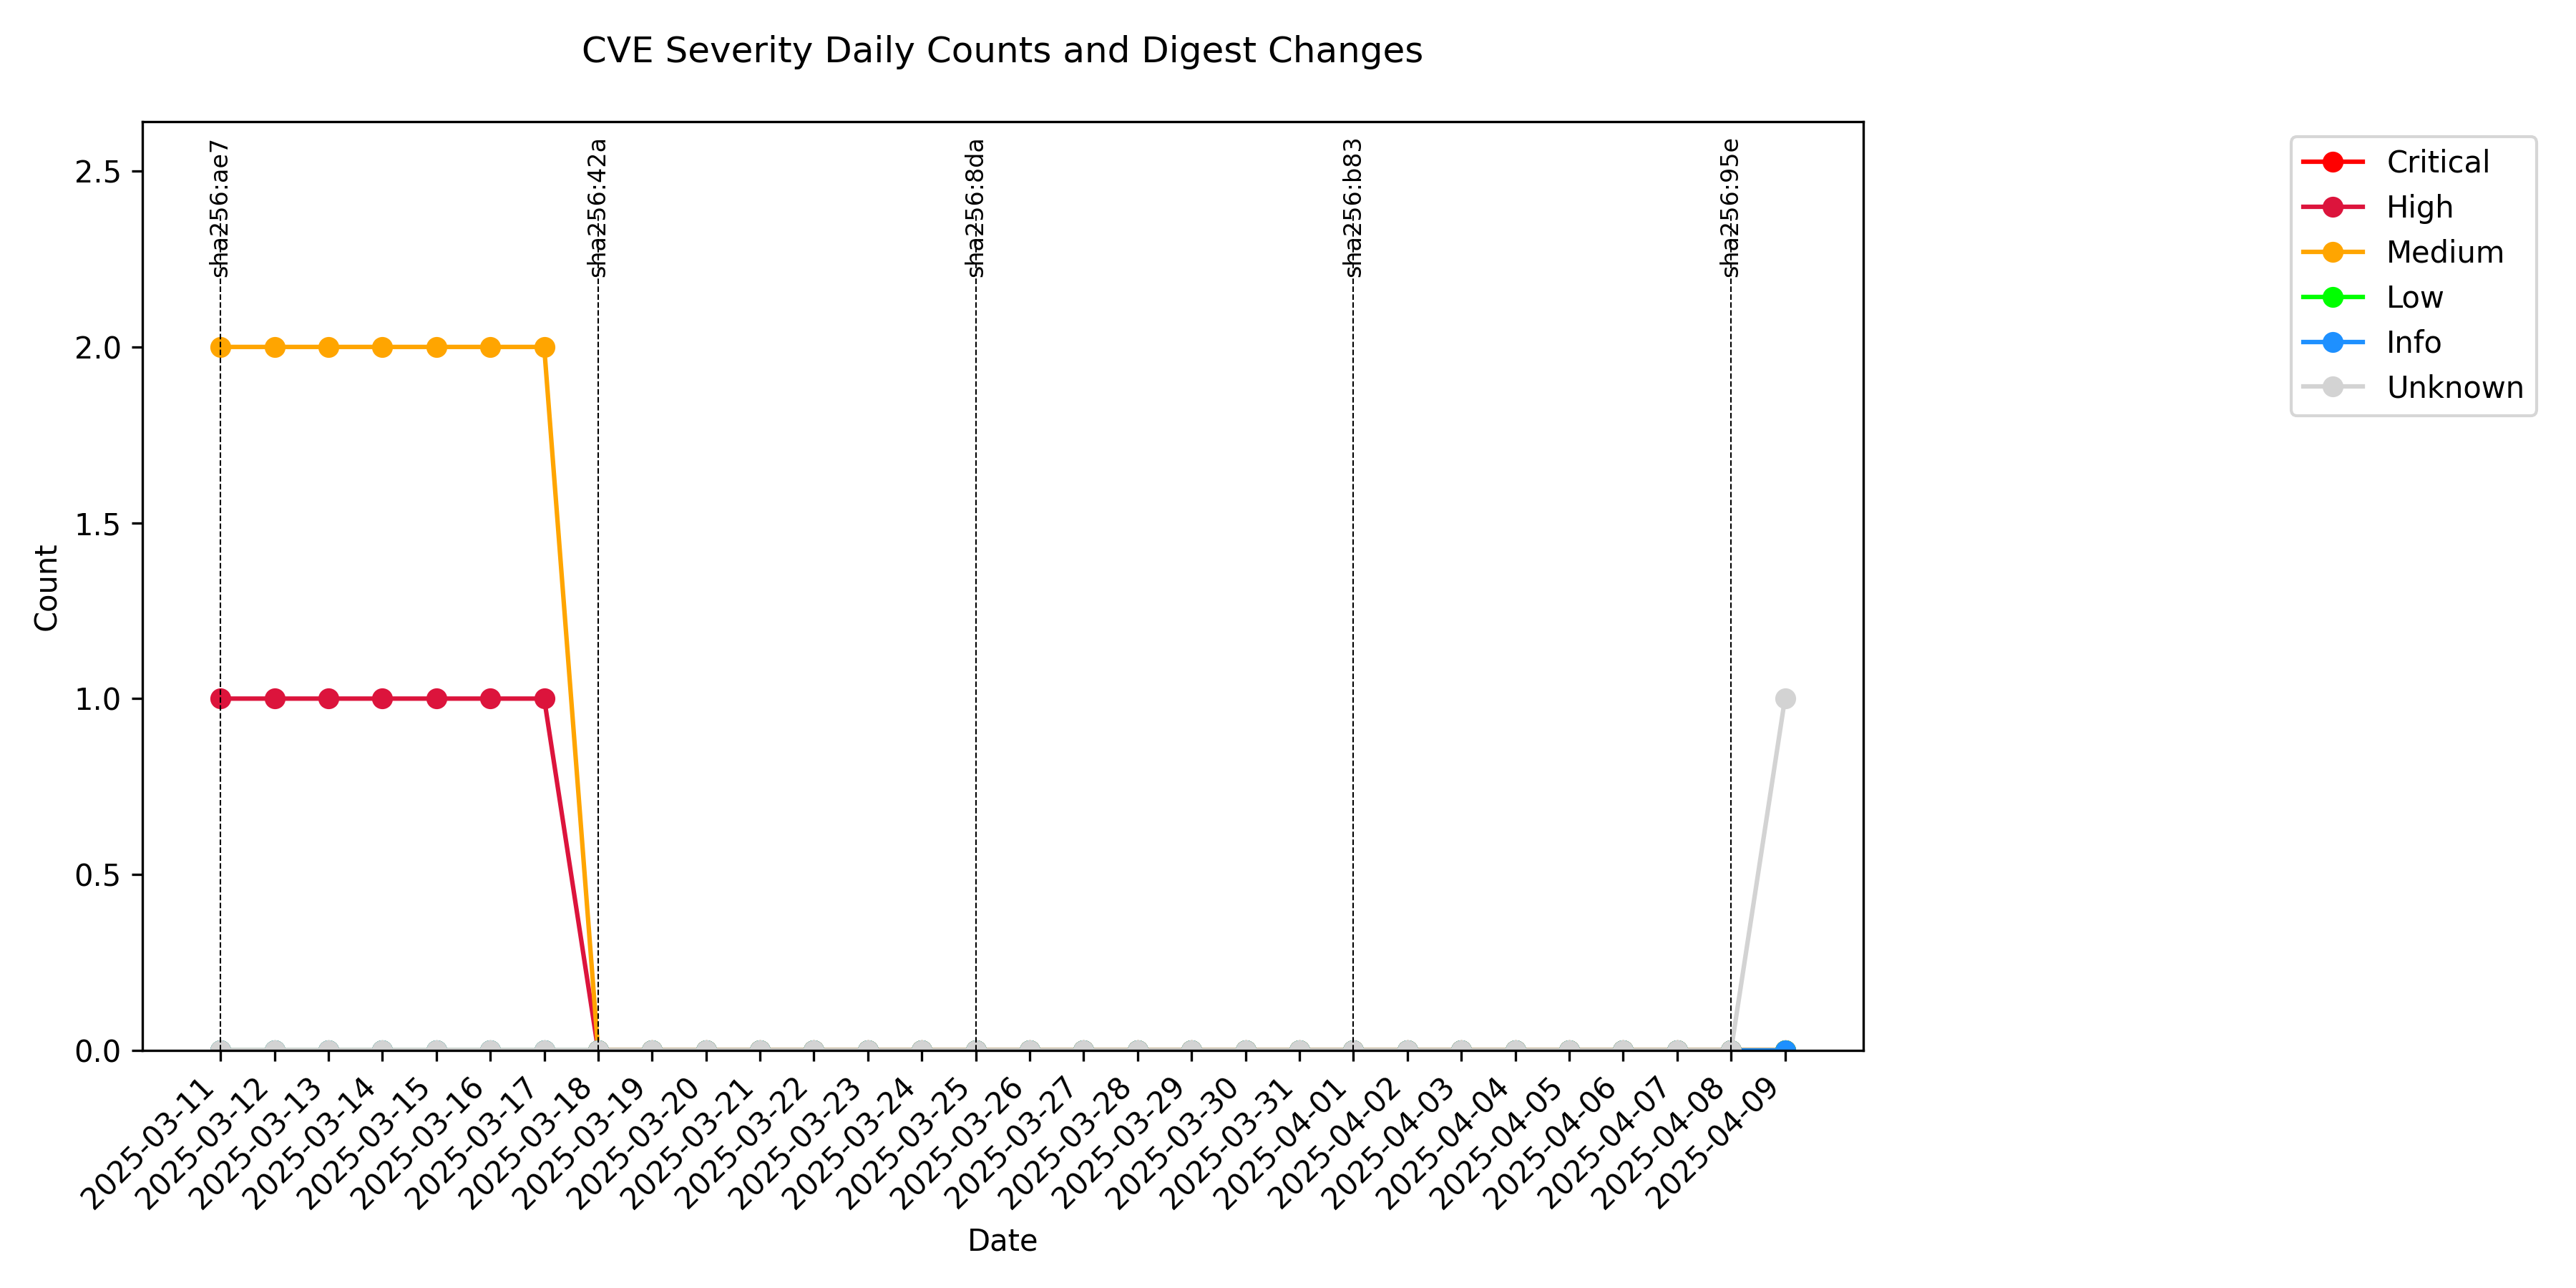 CVE Severity Daily Counts and Digest Changes
sha256:ae7
sha256:42a
sha256:8da
sha256:b83
sha256:95e
2.5
2.0
1.5
1.0
0.5
0.0
Count
Critical
High
Medium
Low
Info
Unknown
2025-03-11
2025-03-12
2025-03-13
2025-03-14
2025-03-15
2025-03-16
2025-03-17
2025-03-18
2025-03-19
2025-03-20
2025-03-21
2025-03-22
2025-03-23
2025-03-24
2025-03-25
2025-03-26
2025-03-27
2025-03-28
2025-03-29
2025-03-30
2025-03-31
2025-04-01
2025-04-02
2025-04-03
2025-04-04
2025-04-05
2025-04-06
2025-04-07
2025-04-08
2025-04-09
Date